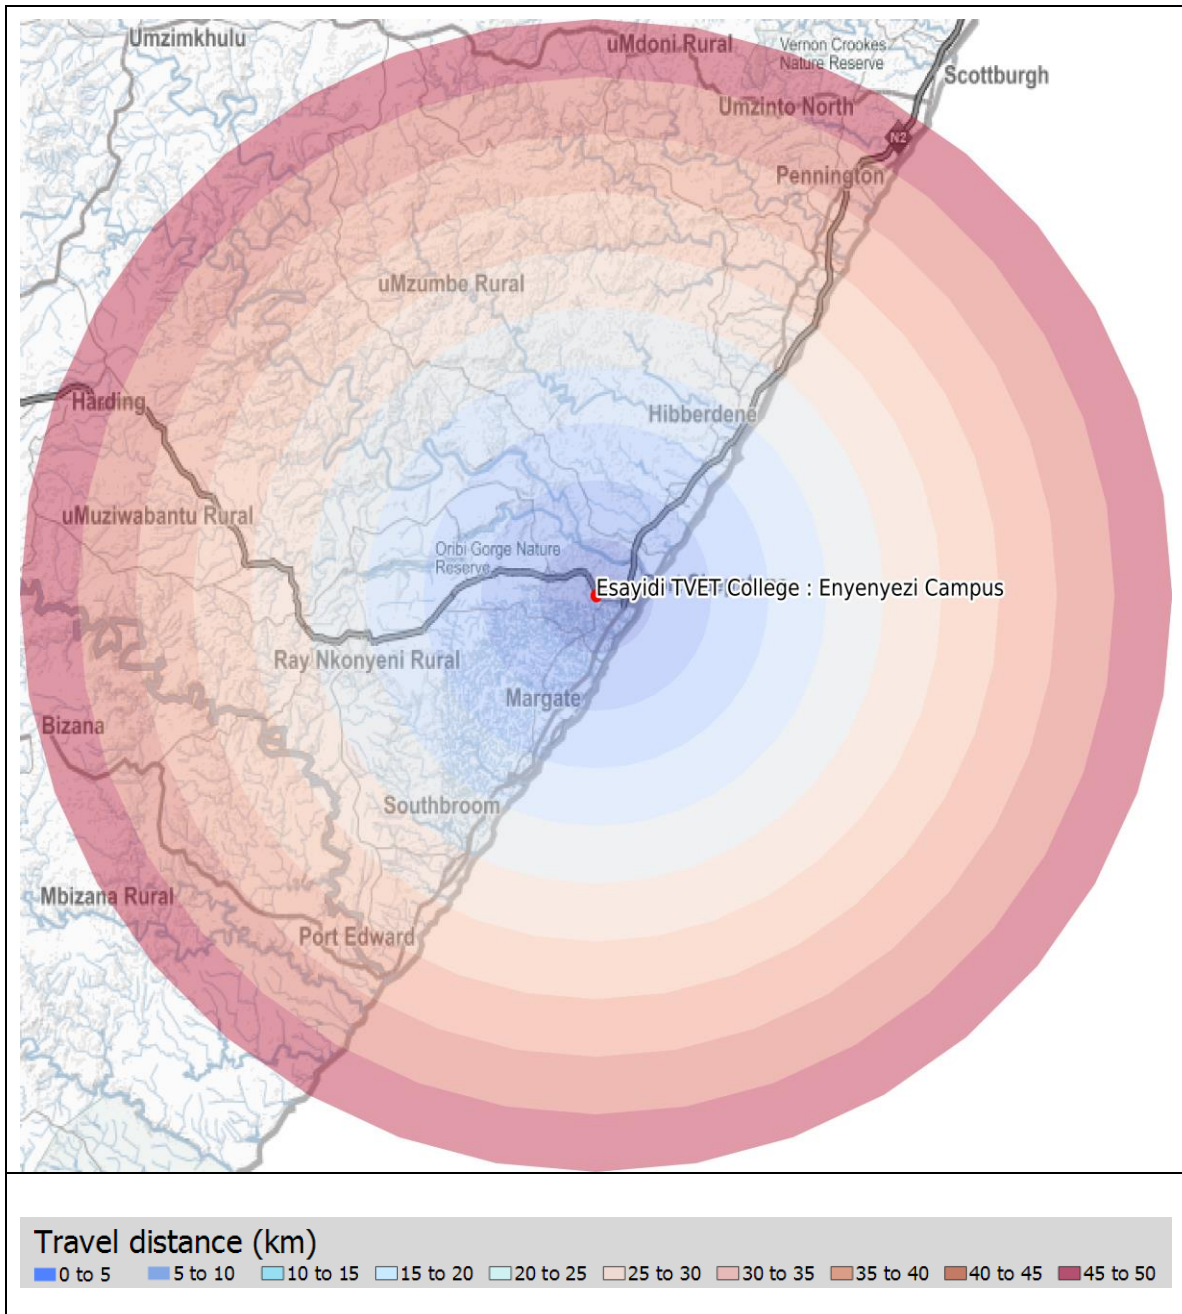 Umzimkhulu
uMdoni Rural
Vernon Crookes
Nature Reserve
Scottburgh
Umzinto North
N2
Pennington
uMzumbe Rural
Harding
Hibberdene
uMuziwabantu Rural
Oribi Gorge Nature
Reserve
Esayidi TVET College : Enyenyezi Campus
Ray Nkonyeni Rural
Margate
Bizana
Southbroom
Mbizana Rural
Port Edward
Travel distance (km)
0 to 5 5 to 10 10 to 15 15 to 20 20 to 25 25 to 30 30 to 35 35 to 40 40 to 45 45 to 50